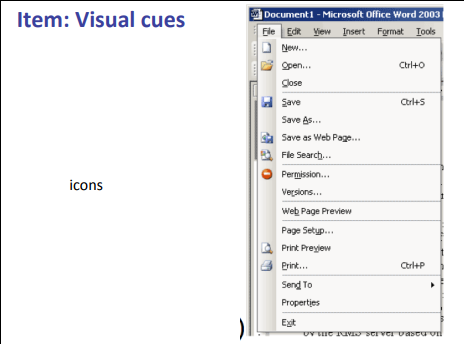 Item: Visual cues
icons
Document1 - Microsoft Office Word 2003
File Edit View Insert Format Tools
New...
Open... Ctrl+O
Close
Save Ctrl+S
Save As...
Save as Web Page...
File Search...
Permission...
Versions...
Web Page Preview
Page Setup...
Print Preview
Print... Ctrl+P
Send To
Properties
Exit
)
by the RMS server based on